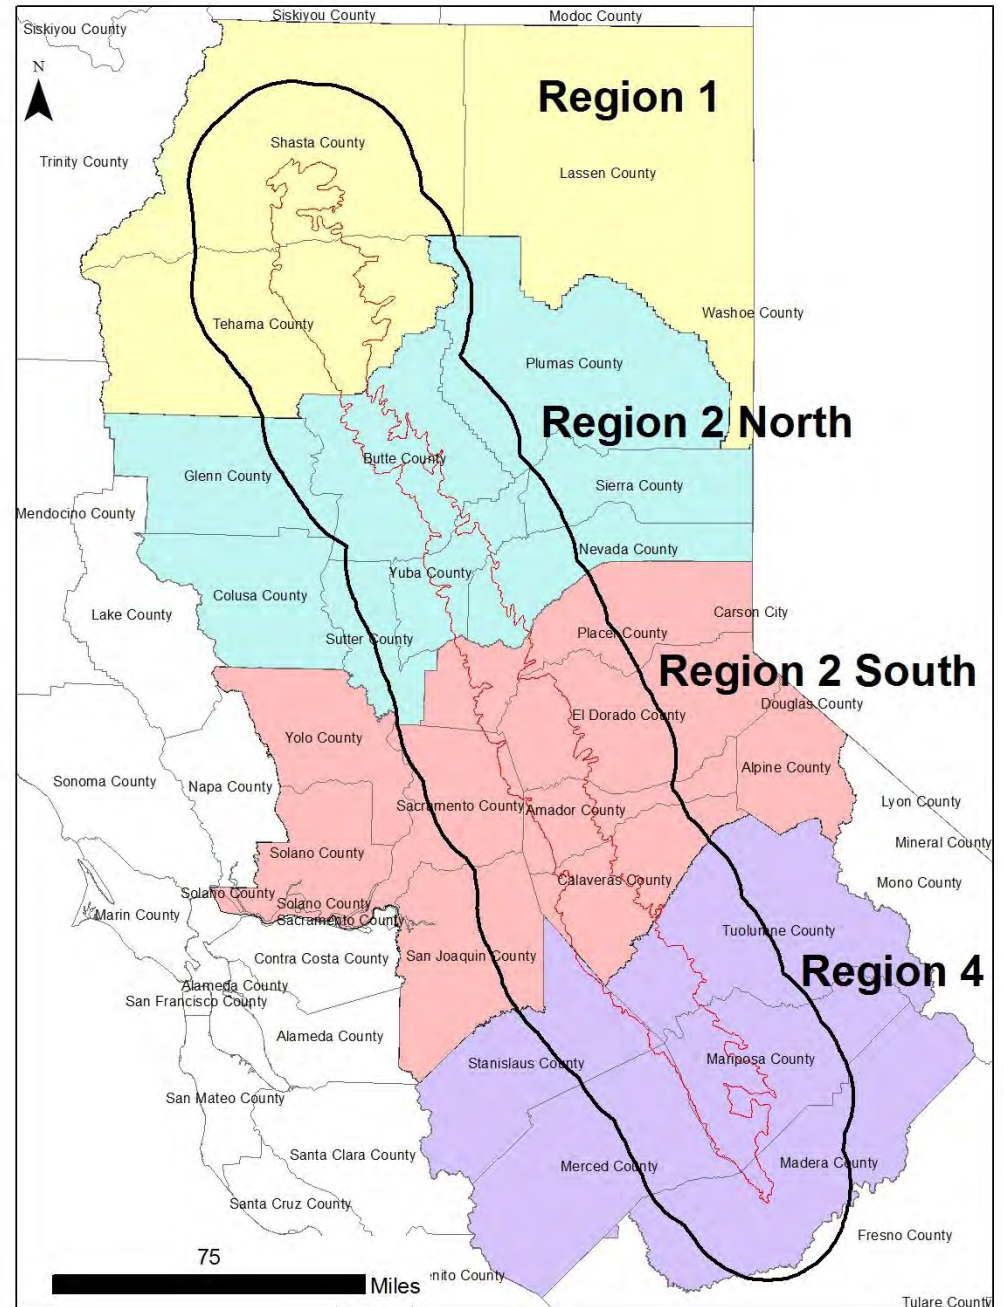 Siskiyou County
Modoc County
Siskiyou County
N
Region 1
Shasta County
Trinity County
Lassen County
Washoe County
Tehama County
Plumas County
Region 2 North
Butte County
Glenn County
Sierra County
Mendocino County
Nevada County
Yuba County
Colusa County
Lake County
Carson City
Placer County
Sutter County
Region 2 South
Douglas County
El Dorado County
Yolo County
Alpine County
Sonoma County
Napa County
Lyon County
Sacramento County
Amador County
Mineral County
Solano County
Calaveras County
Mono County
Solano County
Solano County
Marin County
Sacramento County
Tuolumne County
San Joaquin County
Contra Costa County
Region 4
Alameda County
San Francisco County
Alameda County
Mariposa County
Stanislaus County
San Mateo County
Santa Clara County
Merced County
Madera County
Santa Cruz County
Fresno County
75
Miles
nito County
Tulare County